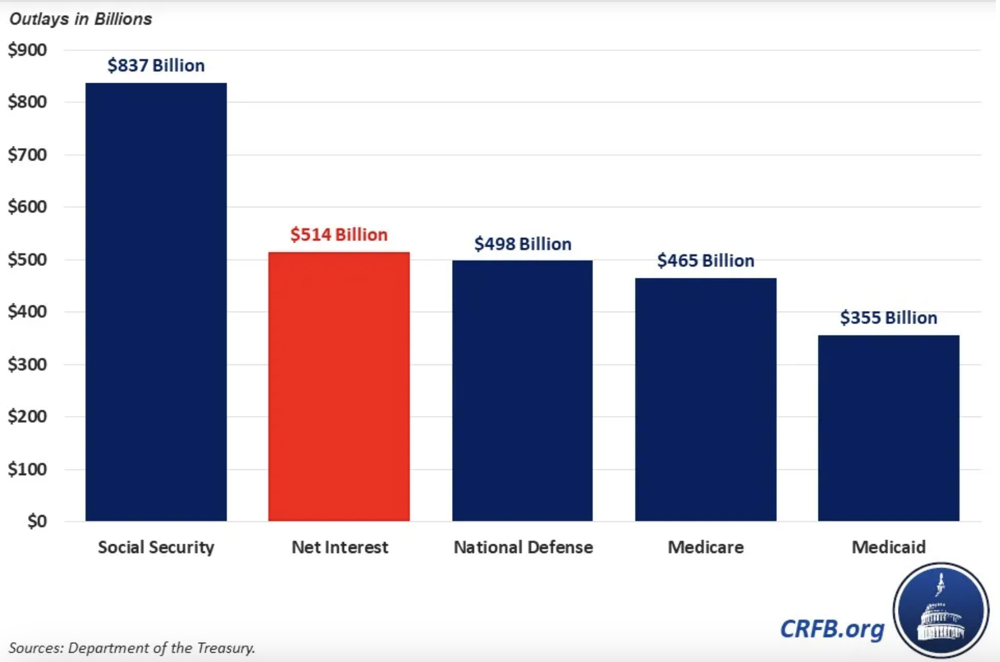 Outlays in Billions
$900
$837 Billion
$800
$700
$600
$514 Billion
$498 Billion
$500
$465 Billion
$400
$355 Billion
$300
$200
$100
$0
Social Security Net Interest National Defense Medicare Medicaid
CRFB.org
Sources: Department of the Treasury.